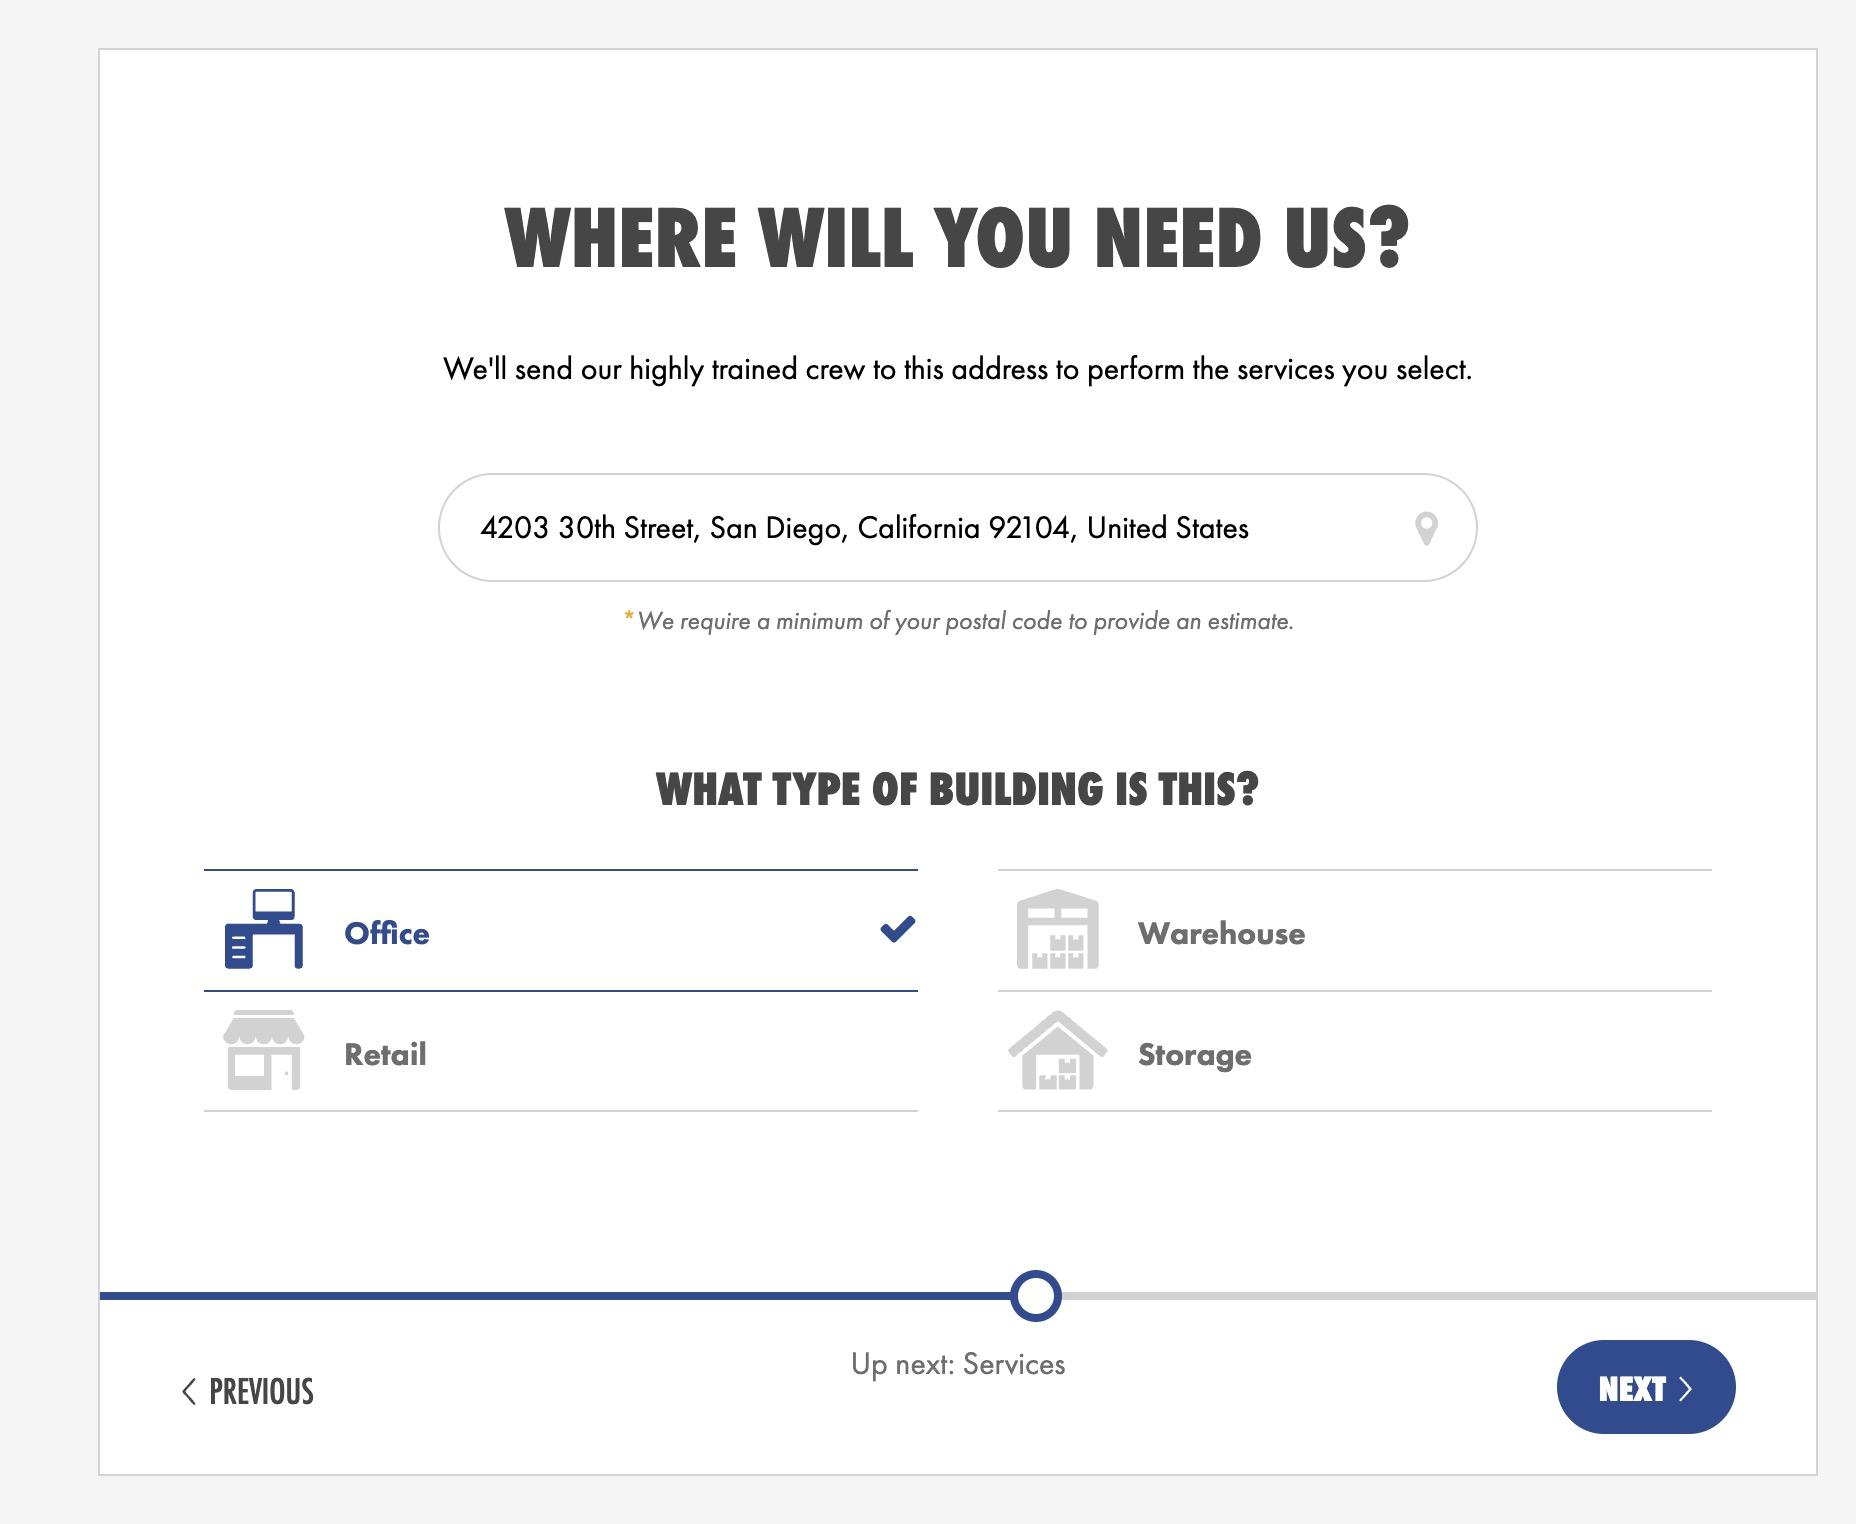 WHERE WILL YOU NEED US?
We'll send our highly trained crew to this address to perform the services you select.
4203 30th Street, San Diego, California 92104, United States
*We require a minimum of your postal code to provide an estimate.
WHAT TYPE OF BUILDING IS THIS?
Office
Warehouse
Retail
Storage
Up next: Services
PREVIOUS
NEXT